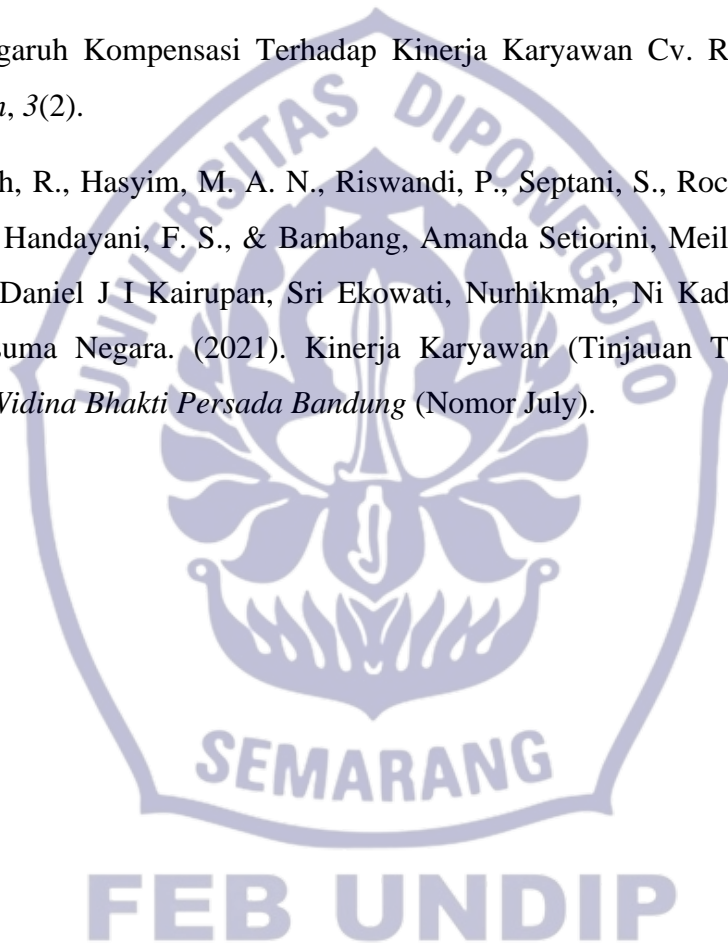 garuh Kompensasi Terhadap Kinerja Karyawan Cv. R
n, 3(2).
h, R., Hasyim, M. A. N., Riswandi, P., Septani, S., Roc
Handayani, F. S., & Bambang, Amanda Setiorini, Meil
Daniel J I Kairupan, Sri Ekowati, Nurhikmah, Ni Kad
suma Negara. (2021). Kinerja Karyawan (Tinjauan T
Widina Bhakti Persada Bandung (Nomor July).
UNIVERSITAS DIPONEGORO
SEMARANG
FEB UNDIP